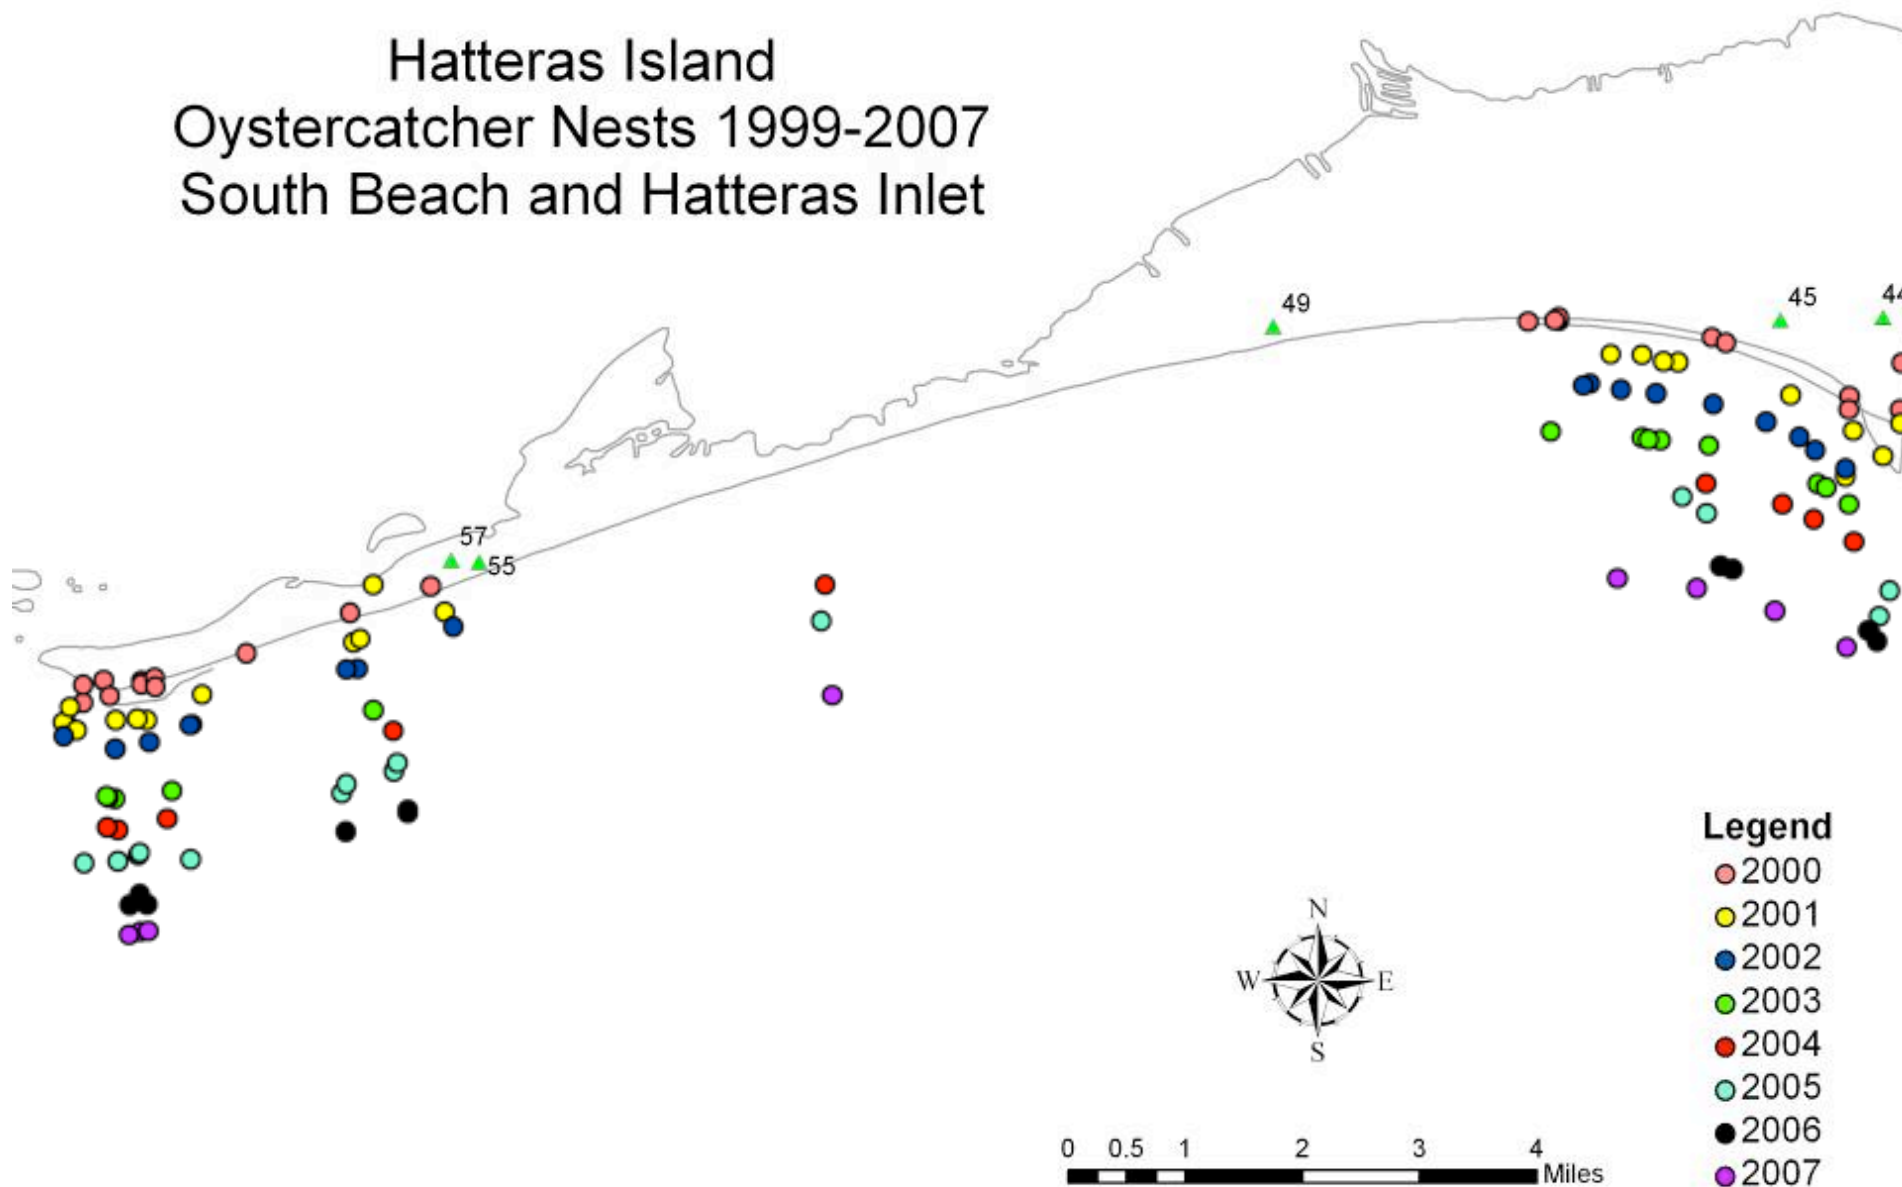 Hatteras Island
Oystercatcher Nests 1999-2007
South Beach and Hatteras Inlet
49
45
44
57
55
Legend
2000
2001
2002
2003
2004
2005
2006
2007
N
W
E
S
0 0.5 1 2 3 4
Miles